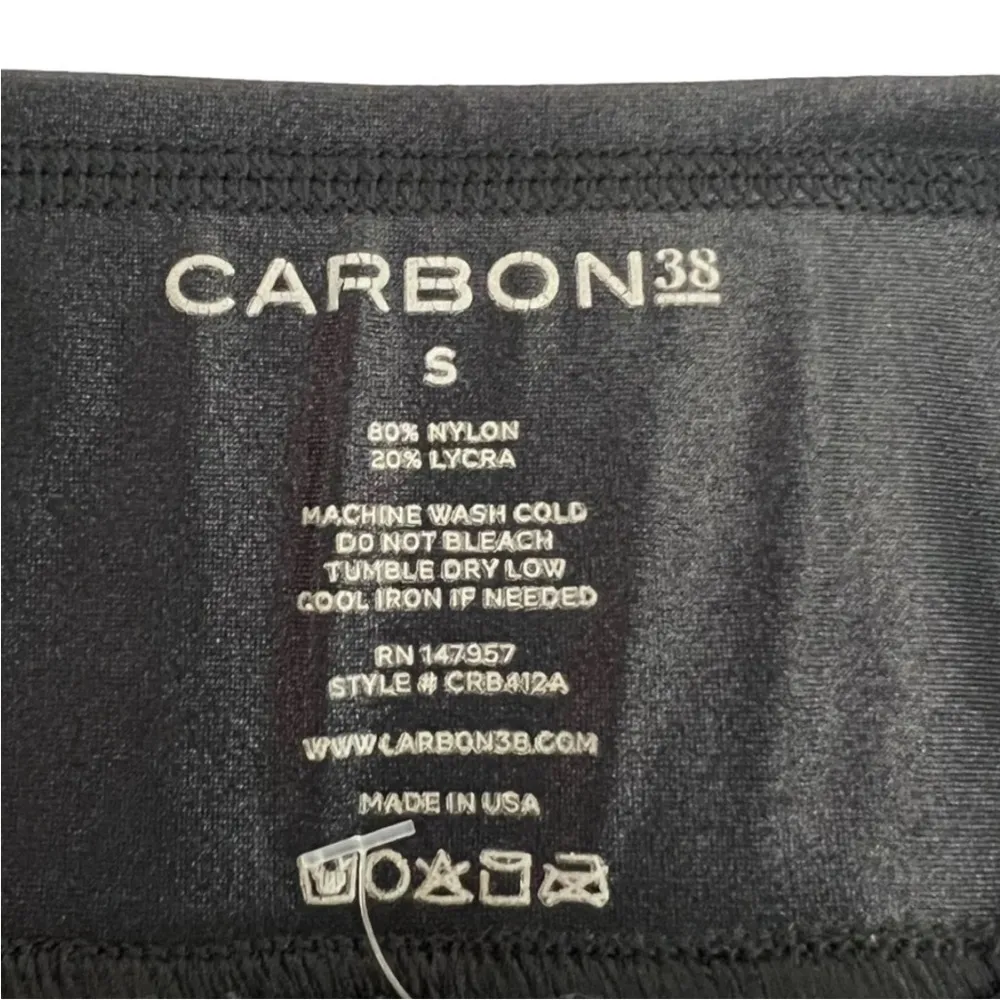 CARBON38
S
80% NYLON
20% LYCRA
MACHINE WASH COLD
DO NOT BLEACH
TUMBLE DRY LOW
COOL IRON IF NEEDED
RN 147957
STYLE # CRB412A
WWW.CARBON38.COM
MADE IN USA